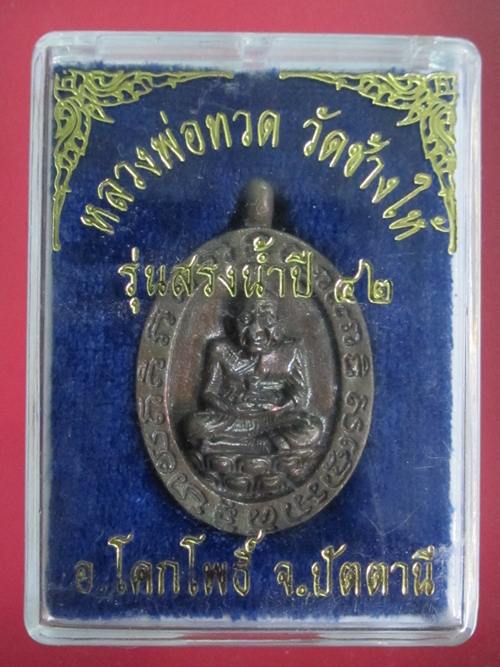 หลวงพ่อทวด วัดช้างให้
รุ่นสรงน้ำปี ๔๒
อ.โคกโพธิ์ จ.ปัตตานี